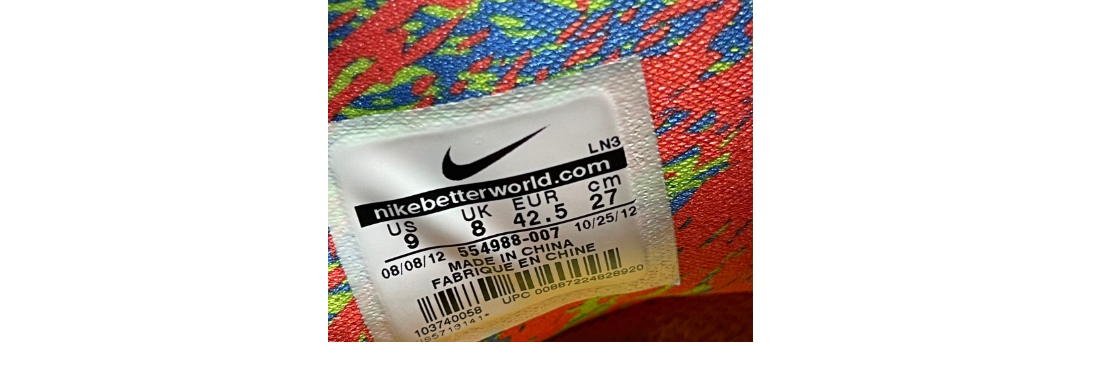 LN3
nikebetterworld.com
US UK EUR cm
9 8 42.5 27
08/08/12 554988-007 10/25/12
MADE IN CHINA
FABRIQUE EN CHINE
UPC 00887224828920
103740058